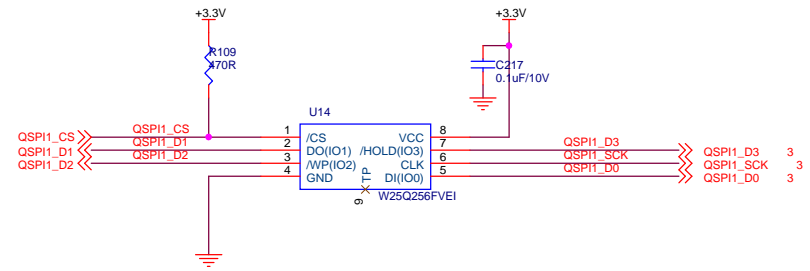 +3.3V
+3.3V
R109
470R
C217
0.1uF/10V
U14
QSPI1_CS
QSPI1_CS
1
/CS
VCC
8
QSPI1_D1
QSPI1_D1
2
DO(IO1)
/HOLD(IO3)
7
QSPI1_D3
QSPI1_D3 3
QSPI1_D2
QSPI1_D2
3
/WP(IO2)
CLK
6
QSPI1_SCK
QSPI1_SCK 3
4
GND
DI(IO0)
5
QSPI1_D0
QSPI1_D0 3
TP
9
W25Q256FVEI